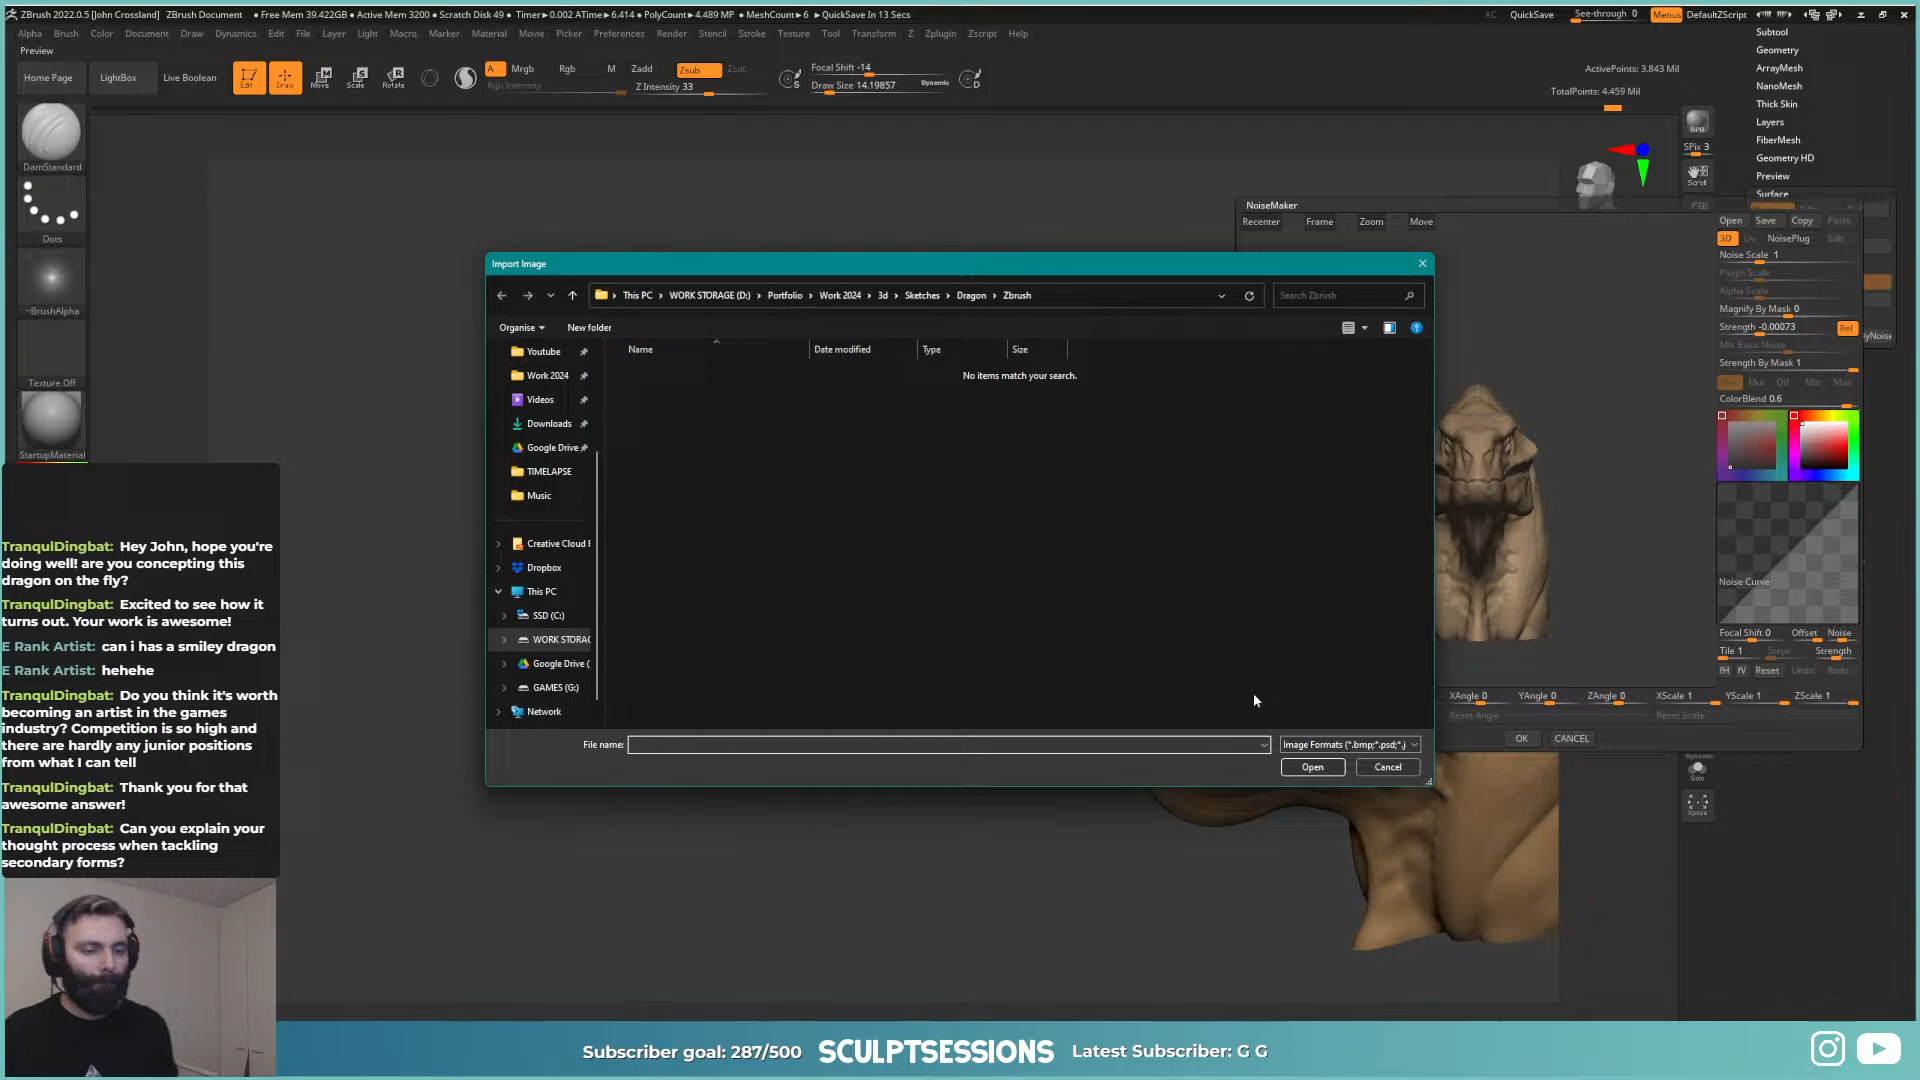 ZBrush 2022.0.5 [John Crossland]   ZBrush Document   • Free Mem 39.422GB • Active Mem 3200 • Scratch Disk 49 •  Timer▸0.002 ATime▸6.414 • PolyCount▸4.489 MP • MeshCount▸6  ▸QuickSave In 13 Secs   AC   QuickSave   See-through 0   Menus   DefaultZScript
Alpha Brush Color Document Draw Dynamics Edit File Layer Light Macro Marker Material Movie Picker Preferences Render Stencil Stroke Texture Tool Transform Z Zplugin Zscript Help
Preview
Home Page LightBox Live Boolean
Edit Draw Move Scale Rotate
A Mrgb Rgb M Zadd Zsub Zcut
Rgb Intensity Z Intensity 33
S Focal Shift -14
Draw Size 14.19857 Dynamic D
ActivePoints: 3.843 Mil
TotalPoints: 4.459 Mil
DamStandard
Dots
~BrushAlpha
Texture Off
StartupMaterial
BPR
SPix 3
Scroll
Subtool
Geometry
ArrayMesh
NanoMesh
Thick Skin
Layers
FiberMesh
Geometry HD
Preview
Surface
NoiseMaker
Recenter Frame Zoom Move
Open Save Copy Paste
3D Uv NoisePlug Edit
Noise Scale 1
Plugin Scale
Alpha Scale
Magnify By Mask 0
Strength -0.00073 Rel
Mix Basic Noise
Strength By Mask 1
Mul Dif Min Max
ColorBlend 0.6
Noise Curve
Focal Shift 0 Offset Noise
Tile 1 Steps Strength
fH fV Reset Undo Redo
XAngle 0 YAngle 0 ZAngle 0 XScale 1 YScale 1 ZScale 1
Reset Angle Reset Scale
OK CANCEL
Dynamic
Solo
Xpose
Import Image
This PC > WORK STORAGE (D:) > Portfolio > Work 2024 > 3d > Sketches > Dragon > Zbrush
Search Zbrush
Organise New folder
Name Date modified Type Size
No items match your search.
Youtube
Work 2024
Videos
Downloads
Google Drive
TIMELAPSE
Music
Creative Cloud F
Dropbox
This PC
SSD (C:)
WORK STORAG
Google Drive (
GAMES (G:)
Network
File name: Image Formats (*.bmp;*.psd;*.j
Open Cancel
TranqulDingbat: Hey John, hope you're
doing well! are you concepting this
dragon on the fly?
TranqulDingbat: Excited to see how it
turns out. Your work is awesome!
E Rank Artist: can i has a smiley dragon
E Rank Artist: hehehe
TranqulDingbat: Do you think it's worth
becoming an artist in the games
industry? Competition is so high and
there are hardly any junior positions
from what I can tell
TranqulDingbat: Thank you for that
awesome answer!
TranqulDingbat: Can you explain your
thought process when tackling
secondary forms?
Subscriber goal: 287/500 SCULPTSESSIONS Latest Subscriber: G G